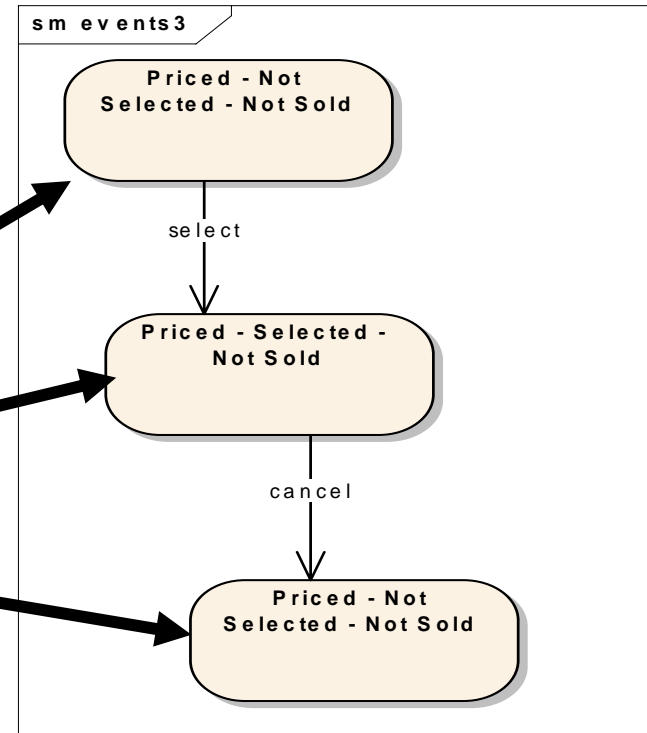 sm events3
Priced - Not
Selected - Not Sold
select
Priced - Selected -
Not Sold
cancel
Priced - Not
Selected - Not Sold